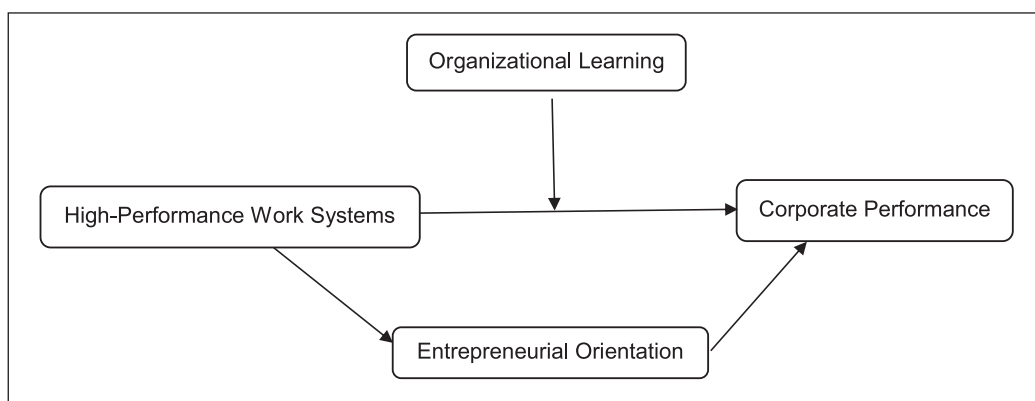 Organizational Learning
High-Performance Work Systems
Corporate Performance
Entrepreneurial Orientation